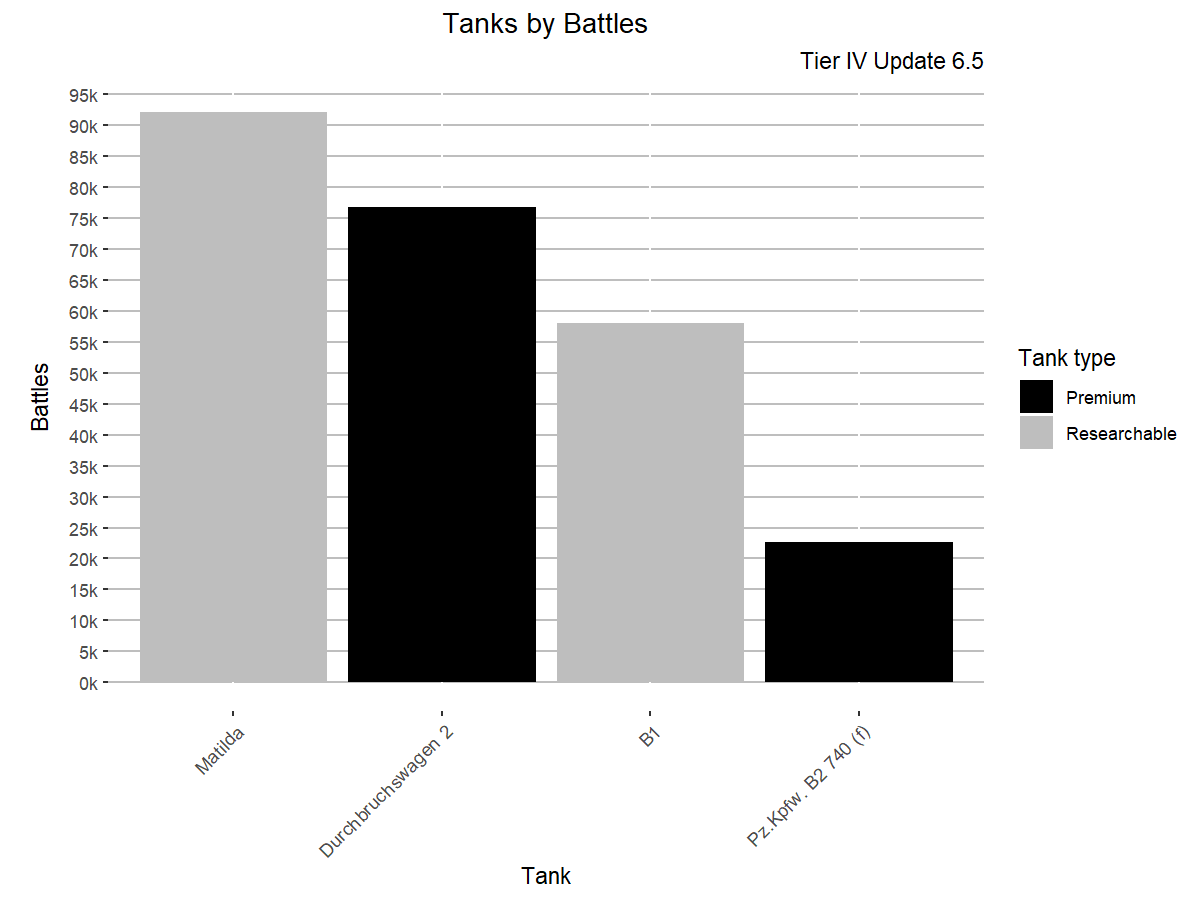 Tanks by Battles
Tier IV Update 6.5
95k
90k
85k
80k
75k
70k
65k
60k
55k
50k
45k
40k
35k
30k
25k
20k
15k
10k
5k
0k
Battles
Matilda
Durchbruchswagen 2
B1
Pz.Kpfw. B2 740 (f)
Tank
Tank type
Premium
Researchable